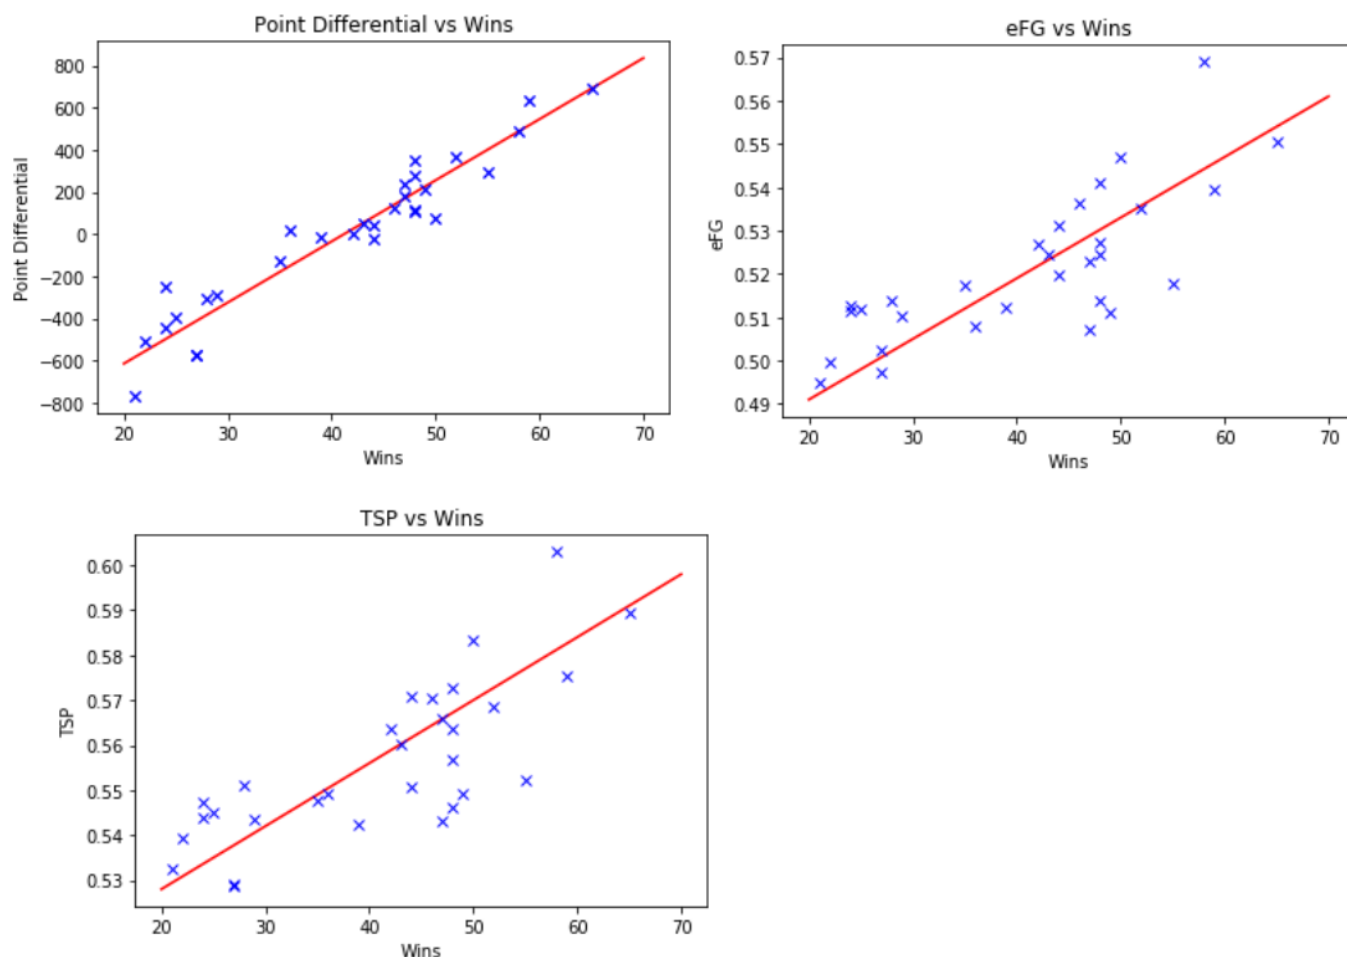 Point Differential vs Wins
800
600
400
200
0
−200
−400
−600
−800
Point Differential
20 30 40 50 60 70
Wins
eFG vs Wins
0.57
0.56
0.55
0.54
0.53
0.52
0.51
0.50
0.49
eFG
20 30 40 50 60 70
Wins
TSP vs Wins
0.60
0.59
0.58
0.57
0.56
0.55
0.54
0.53
TSP
20 30 40 50 60 70
Wins